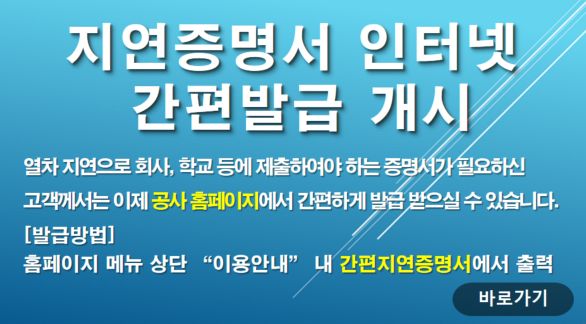 지연증명서 인터넷
간편발급 개시
열차 지연으로 회사, 학교 등에 제출하여야 하는 증명서가 필요하신
고객께서는 이제 공사 홈페이지에서 간편하게 발급 받으실 수 있습니다.
[발급방법]
홈페이지 메뉴 상단 “이용안내” 내 간편지연증명서에서 출력
바로가기